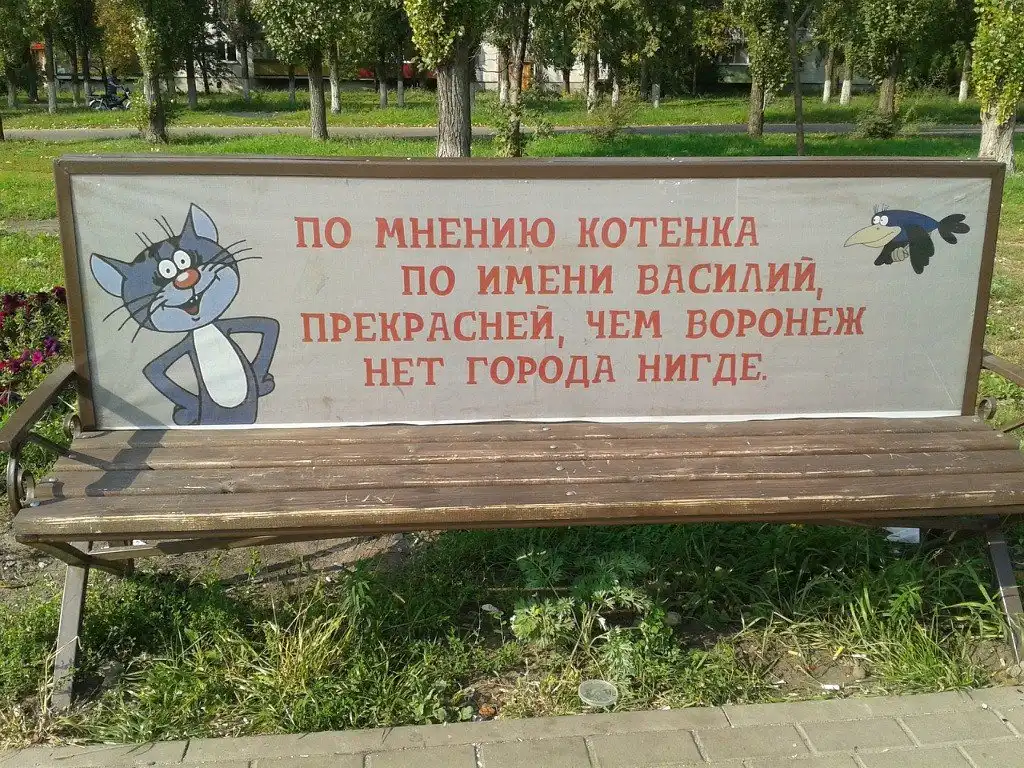 ПО МНЕНИЮ КОТЕНКА
ПО ИМЕНИ ВАСИЛИЙ,
ПРЕКРАСНЕЙ, ЧЕМ ВОРОНЕЖ
НЕТ ГОРОДА НИГДЕ.